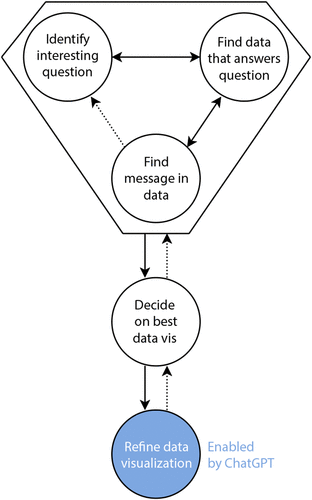 Identify
interesting
question
Find data
that answers
question
Find
message in
data
Decide
on best
data vis
Refine data
visualization
Enabled
by ChatGPT